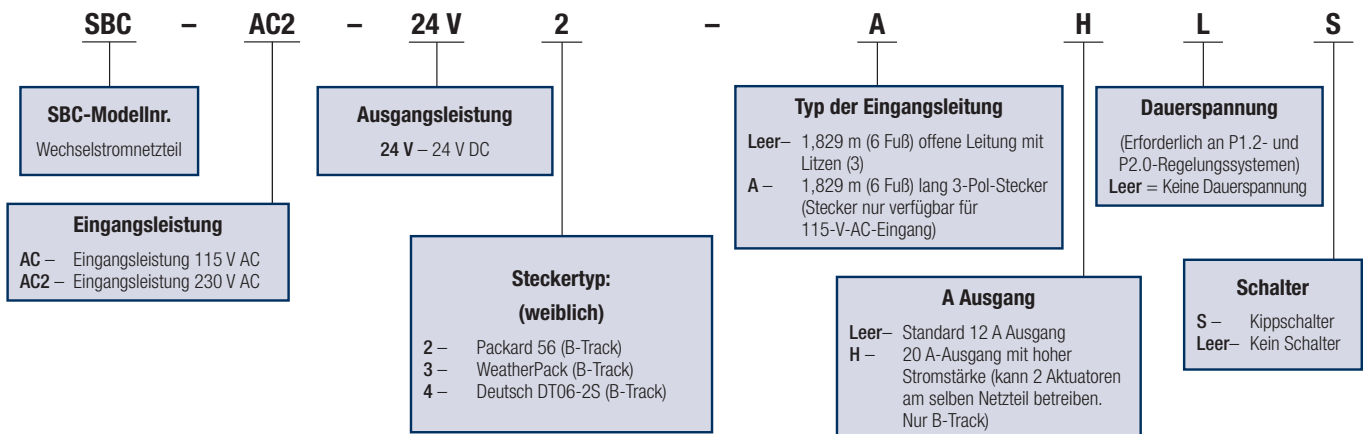 SBC – AC2 – 24 V 2 – A H L S
SBC-Modellnr.
Wechselstromnetzteil
Eingangsleistung
AC – Eingangsleistung 115 V AC
AC2 – Eingangsleistung 230 V AC
Ausgangsleistung
24 V – 24 V DC
Steckertyp:
(weiblich)
2 – Packard 56 (B-Track)
3 – WeatherPack (B-Track)
4 – Deutsch DT06-2S (B-Track)
Typ der Eingangsleitung
Leer– 1,829 m (6 Fuß) offene Leitung mit
Litzen (3)
A – 1,829 m (6 Fuß) lang 3-Pol-Stecker
(Stecker nur verfügbar für
115-V-AC-Eingang)
A Ausgang
Leer– Standard 12 A Ausgang
H – 20 A-Ausgang mit hoher
Stromstärke (kann 2 Aktuatoren
am selben Netzteil betreiben.
Nur B-Track)
Dauerspannung
(Erforderlich an P1.2- und
P2.0-Regelungssystemen)
Leer = Keine Dauerspannung
Schalter
S – Kippschalter
Leer– Kein Schalter